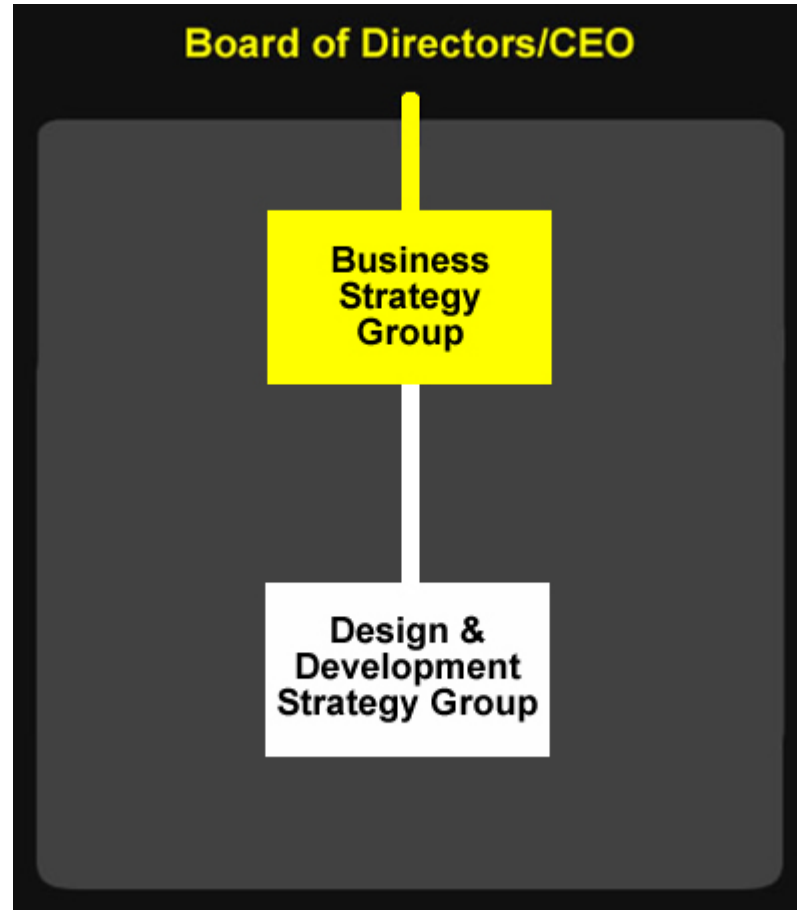 Board of Directors/CEO
Business
Strategy
Group
Design &
Development
Strategy Group